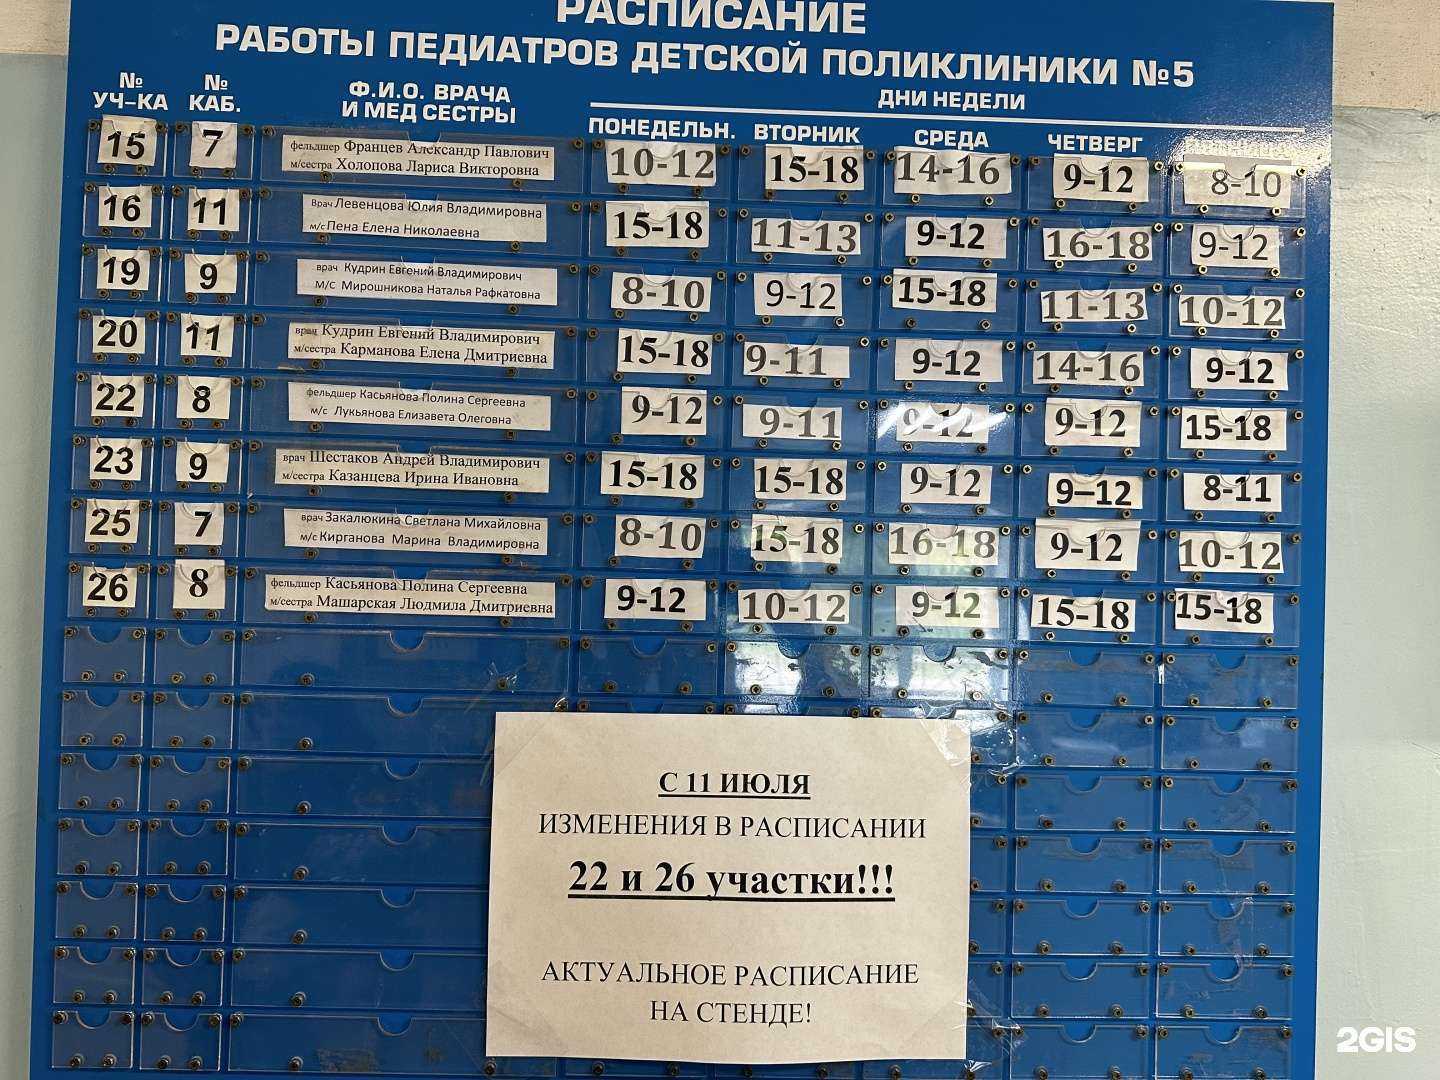 РАСПИСАНИЕ
РАБОТЫ ПЕДИАТРОВ ДЕТСКОЙ ПОЛИКЛИНИКИ №5
№ УЧ-КА № КАБ. Ф.И.О. ВРАЧА И МЕД СЕСТРЫ ДНИ НЕДЕЛИ
ПОНЕДЕЛЬН. ВТОРНИК СРЕДА ЧЕТВЕРГ
15 7 фельдшер Францев Александр Павлович
м/сестра Холопова Лариса Викторовна
10-12 15-18 14-16 9-12 8-10
16 11 Врач Левенцова Юлия Владимировна
м/с Пена Елена Николаевна
15-18 11-13 9-12 16-18 9-12
19 9 врач Кудрин Евгений Владимирович
М/С Мирошникова Наталья Рафкатовна
8-10 9-12 15-18 11-13 10-12
20 11 врач Кудрин Евгений Владимирович
м/сестра Карманова Елена Дмитриевна
15-18 9-11 9-12 14-16 9-12
22 8 фельдшер Касьянова Полина Сергеевна
м/с Лукьянова Елизавета Олеговна
9-12 9-11 9-12 9-12 15-18
23 9 врач Шестаков Андрей Владимирович
м/сестра Казанцева Ирина Ивановна
15-18 15-18 9-12 9–12 8-11
25 7 врач Закалюкина Светлана Михайловна
м/с Кирганова Марина Владимировна
8-10 15-18 16-18 9-12 10-12
26 8 фельдшер Касьянова Полина Сергеевна
м/сестра Машарская Людмила Дмитриевна
9-12 10-12 9-12 15-18 15-18
С 11 ИЮЛЯ
ИЗМЕНЕНИЯ В РАСПИСАНИИ
22 и 26 участки!!!
АКТУАЛЬНОЕ РАСПИСАНИЕ
НА СТЕНДЕ!
2GIS